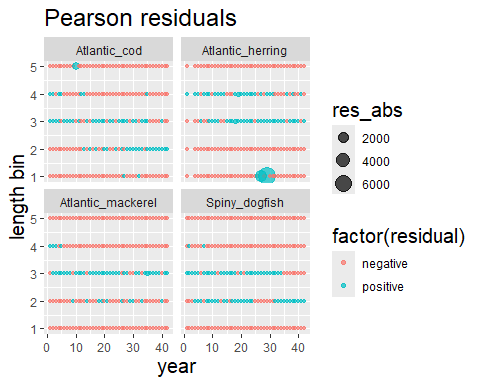 Pearson residuals
Atlantic_cod
Atlantic_herring
5
4
3
2
1
Atlantic_mackerel
Spiny_dogfish
5
4
3
2
1
0 10 20 30 40
0 10 20 30 40
length bin
year
res_abs
2000
4000
6000
factor(residual)
negative
positive